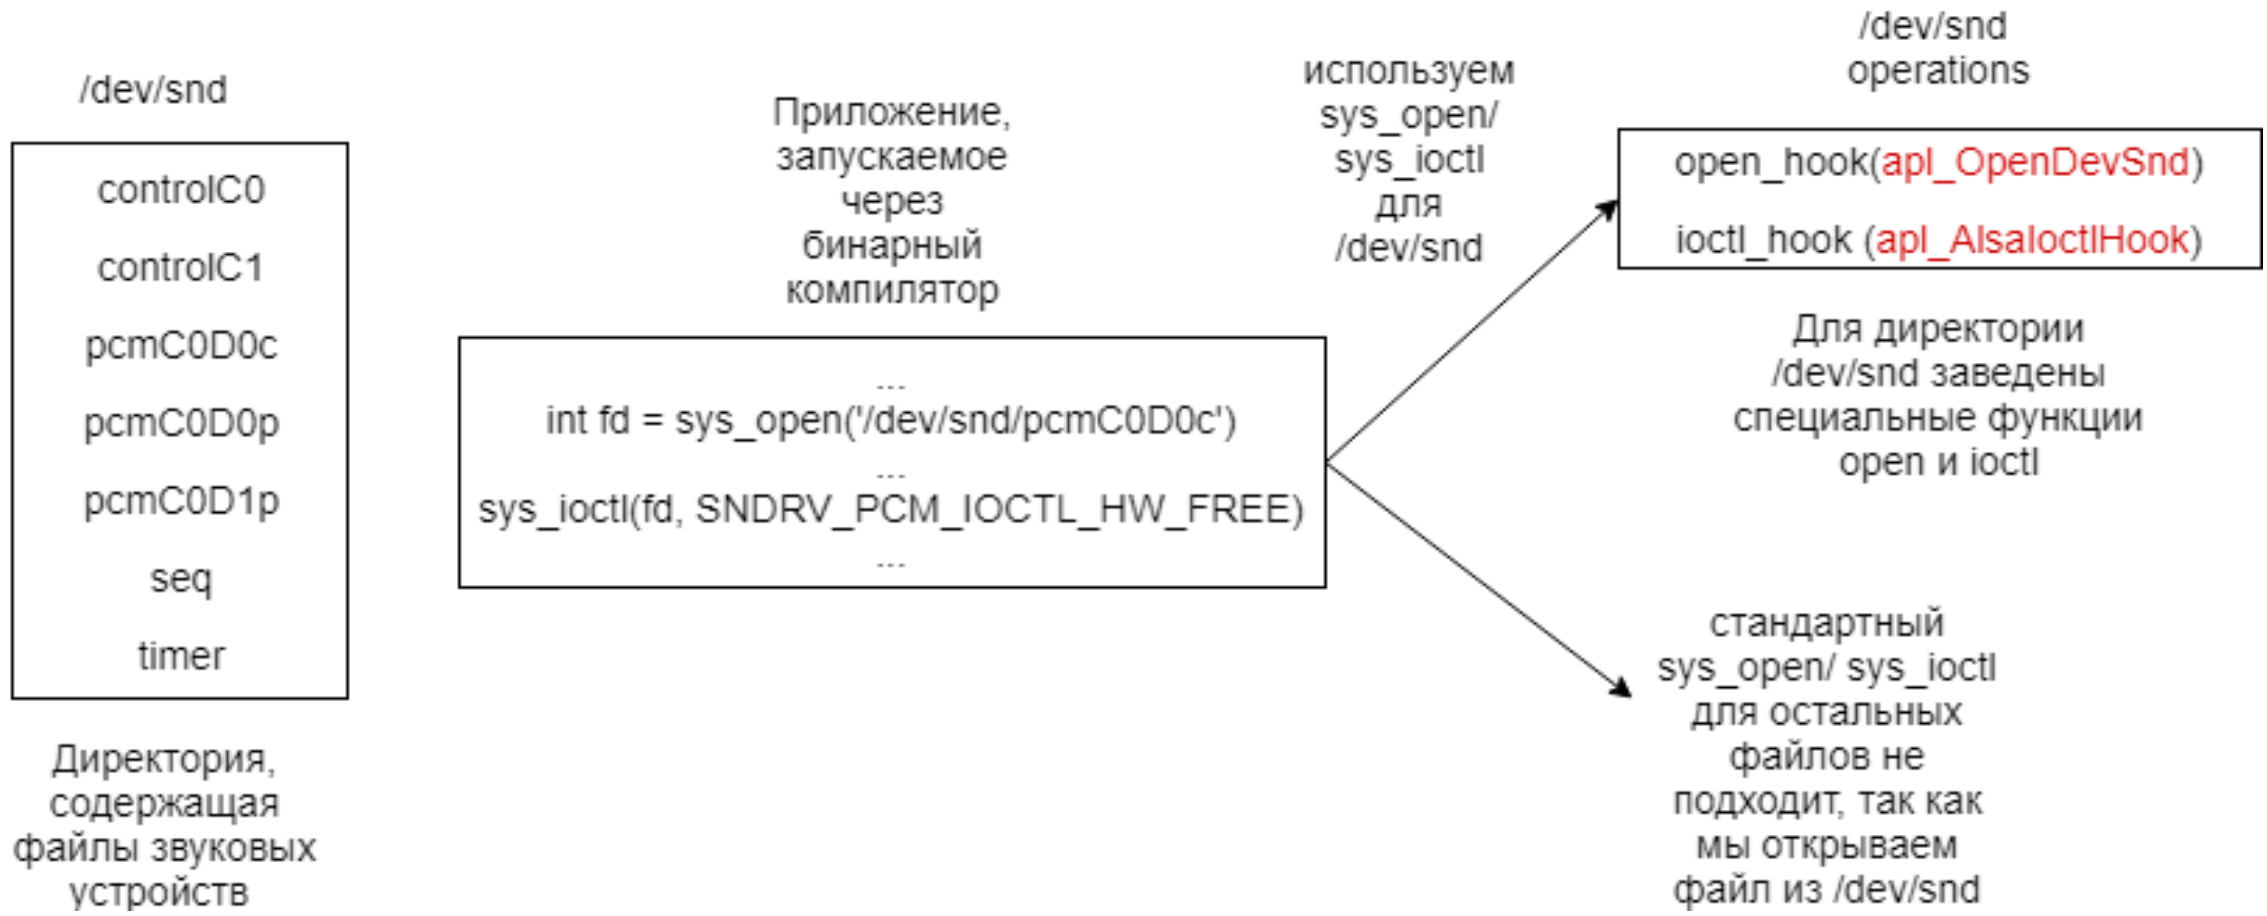 /dev/snd
controlC0
controlC1
pcmC0D0c
pcmC0D0p
pcmC0D1p
seq
timer
Директория,
содержащая
файлы звуковых
устройств
Приложение,
запускаемое
через
бинарный
компилятор
...
int fd = sys_open('/dev/snd/pcmC0D0c')
...
sys_ioctl(fd, SNDRV_PCM_IOCTL_HW_FREE)
...
используем
sys_open/
sys_ioctl
для
/dev/snd
/dev/snd
operations
open_hook(apl_OpenDevSnd)
ioctl_hook (apl_AlsaIoctlHook)
Для директории
/dev/snd заведены
специальные функции
open и ioctl
стандартный
sys_open/ sys_ioctl
для остальных
файлов не
подходит, так как
мы открываем
файл из /dev/snd